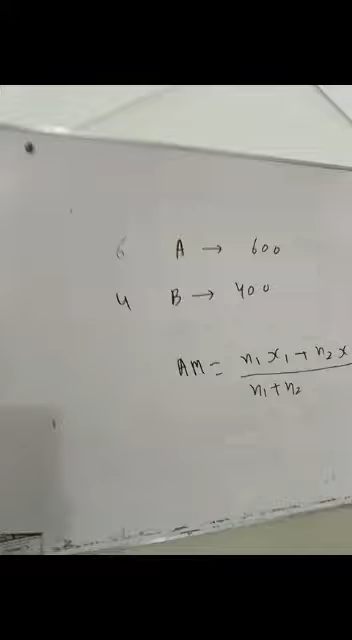 6 A → 600
4 B → 400
AM = n₁x₁ + n₂x
n₁ + n₂